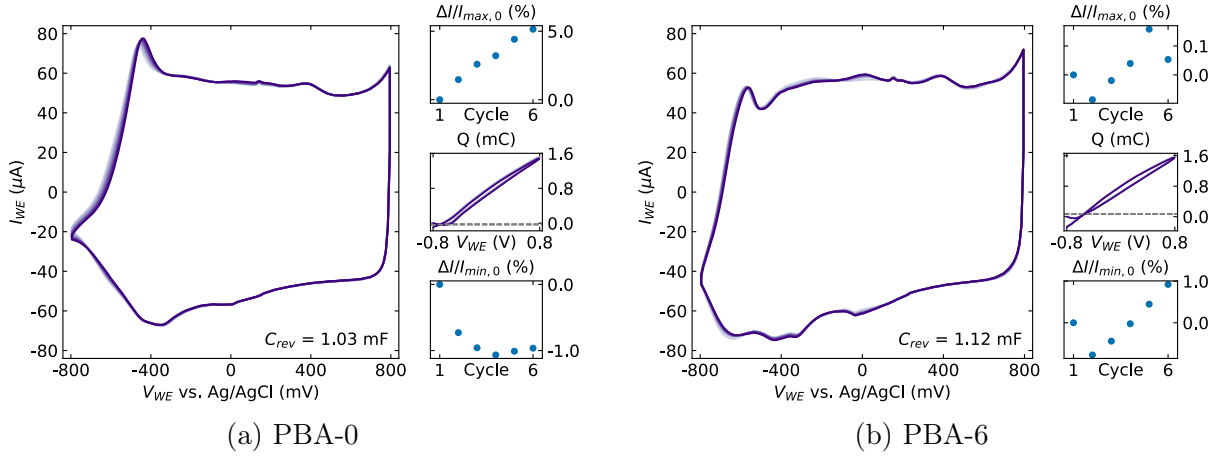 ΔI/I_max, 0 (%)
80
60
40
20
0
-20
-40
-60
-80
I_WE (μA)
-800
-400
0
400
800
V_WE vs. Ag/AgCl (mV)
C_rev = 1.03 mF
5.0
0.0
1 Cycle 6
Q (mC)
1.6
0.8
0.0
-0.8 V_WE (V) 0.8
ΔI/I_min, 0 (%)
0.0
-1.0
1 Cycle 6
(a) PBA-0
ΔI/I_max, 0 (%)
80
60
40
20
0
-20
-40
-60
-80
I_WE (μA)
-800
-400
0
400
800
V_WE vs. Ag/AgCl (mV)
C_rev = 1.12 mF
0.1
0.0
1 Cycle 6
Q (mC)
1.6
0.8
0.0
-0.8 V_WE (V) 0.8
ΔI/I_min, 0 (%)
1.0
0.0
1 Cycle 6
(b) PBA-6